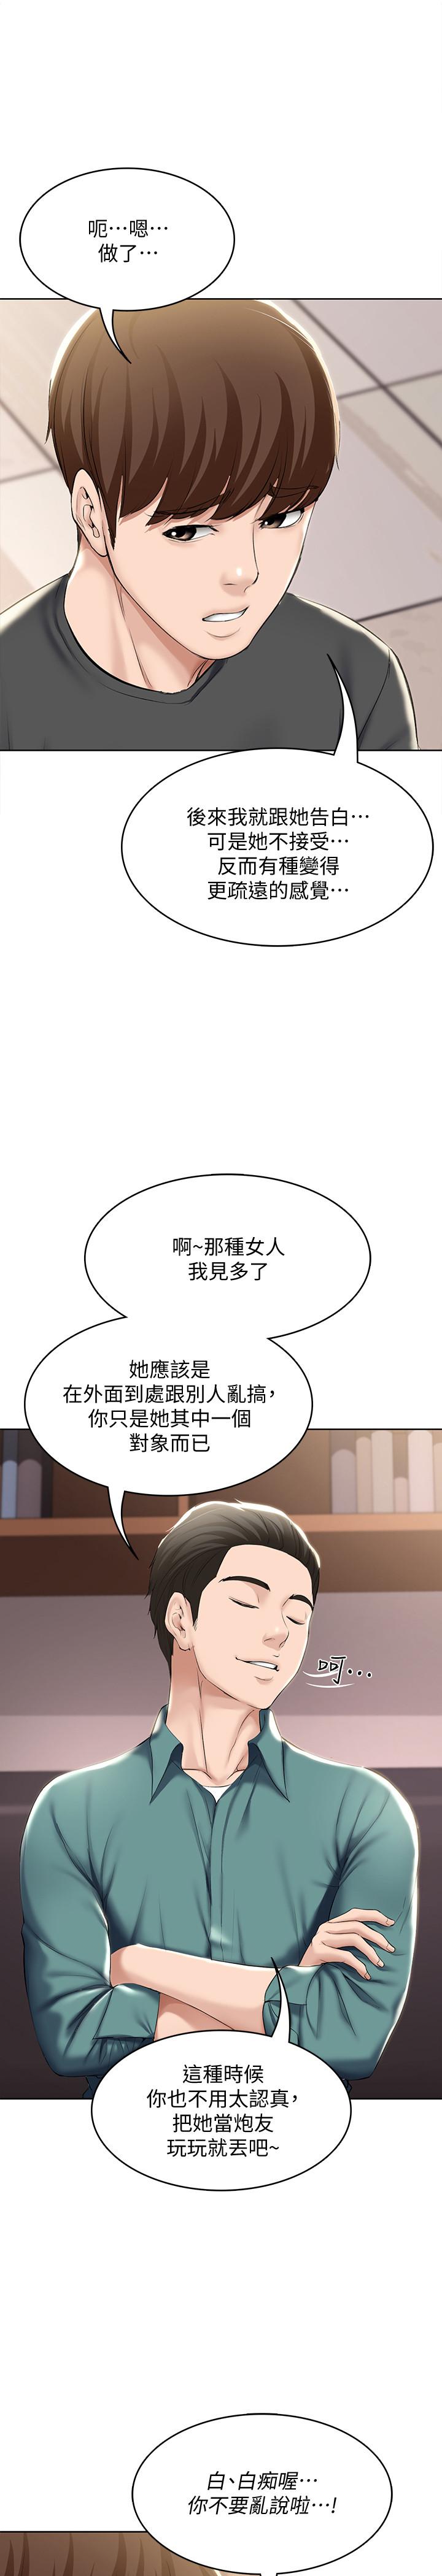 呃⋯嗯⋯
做了⋯
後來我就跟她告白⋯
可是她不接受⋯
反而有種變得
更疏遠的感覺⋯
啊~那種女人
我見多了
她應該是
在外面到處跟別人亂搞,
你只是她其中一個
對象而已
呵⋯
這種時候
你也不用太認真,
把她當炮友
玩玩就丟吧~
白、白痴喔⋯
你不要亂說啦⋯!